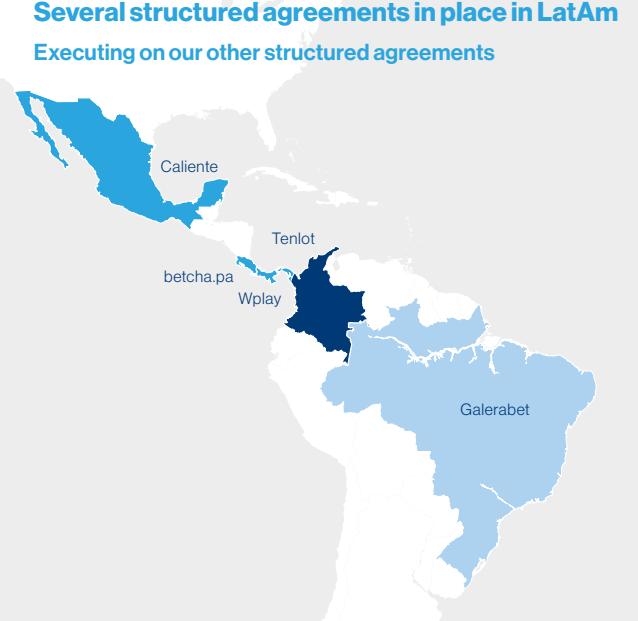 Several structured agreements in place in LatAm
Executing on our other structured agreements
Caliente
Tenlot
betcha.pa
Wplay
Galerabet